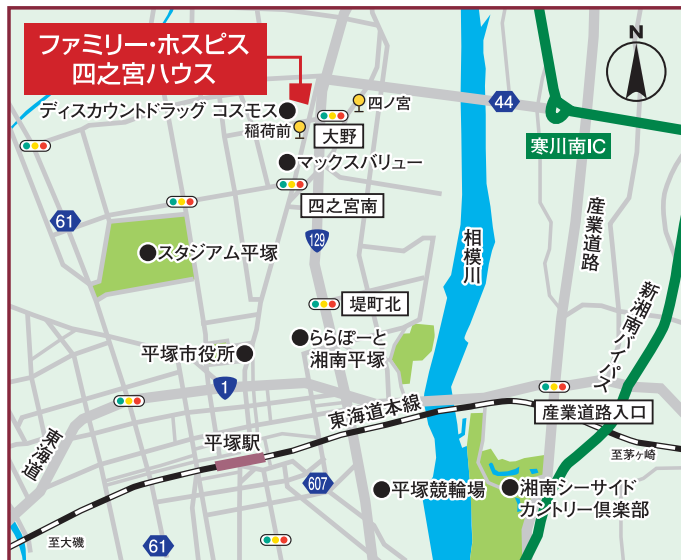 ファミリー・ホスピス
四之宮ハウス
N
ディスカウントドラッグ コスモス
四ノ宮
44
稲荷前
大野
寒川南IC
マックスバリュー
61
四之宮南
産業道路
129
相模川
スタジアム平塚
新湘南バイパス
堤町北
ららぽーと
湘南平塚
平塚市役所
1
東海道本線
産業道路入口
東海道
平塚駅
至茅ヶ崎
607
平塚競輪場
湘南シーサイド
カントリー倶楽部
至大磯
61